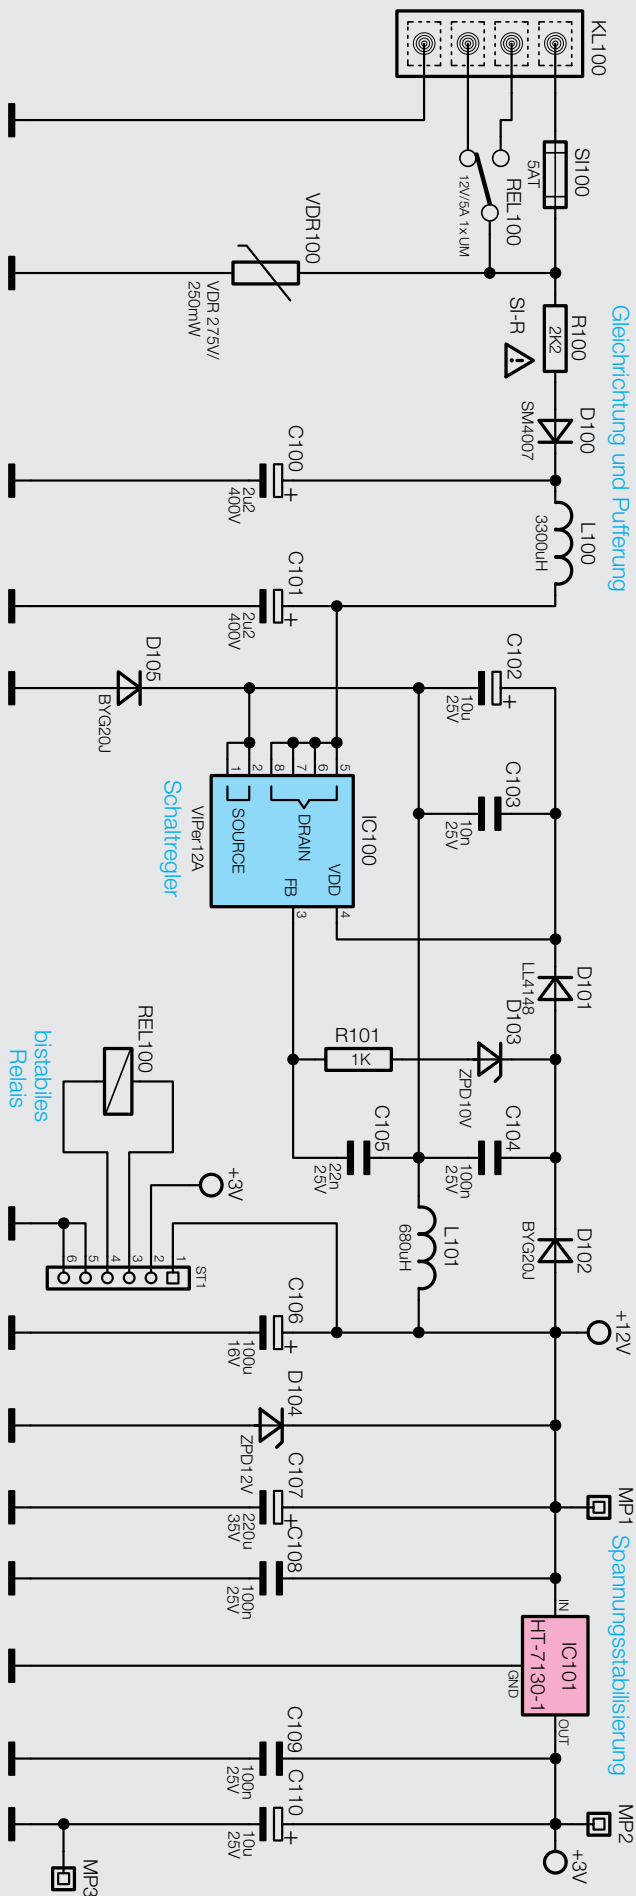 Gleichrichtung und Pufferung
Spannungsstabilisierung
KL100
SI100
5AT
REL100
12V/5A 1x UM
VDR100
VDR 275V/
250mW
R100
2K2
SI-R
D100
SM4007
C100
+
2u2
400V
L100
3300uH
C101
+
2u2
400V
D105
BYG20J
C102
+
10u
25V
C103
10n
25V
IC100
VDD
DRAIN
FB
SOURCE
5
6
7
8
2
1
4
3
VIPer12A
Schaltregler
D101
LL4148
D103
ZPD10V
R101
1K
C104
100n
25V
C105
22n
25V
L101
680uH
D102
BYG20J
REL100
bistabiles
Relais
+3V
ST1
1
2
3
4
5
6
+12V
C106
+
100u
16V
D104
ZPD12V
MP1
C107
+
220u
35V
C108
100n
25V
IN
IC101
HT-7130-1
GND
OUT
C109
100n
25V
C110
+
10u
25V
MP2
+3V
MP3